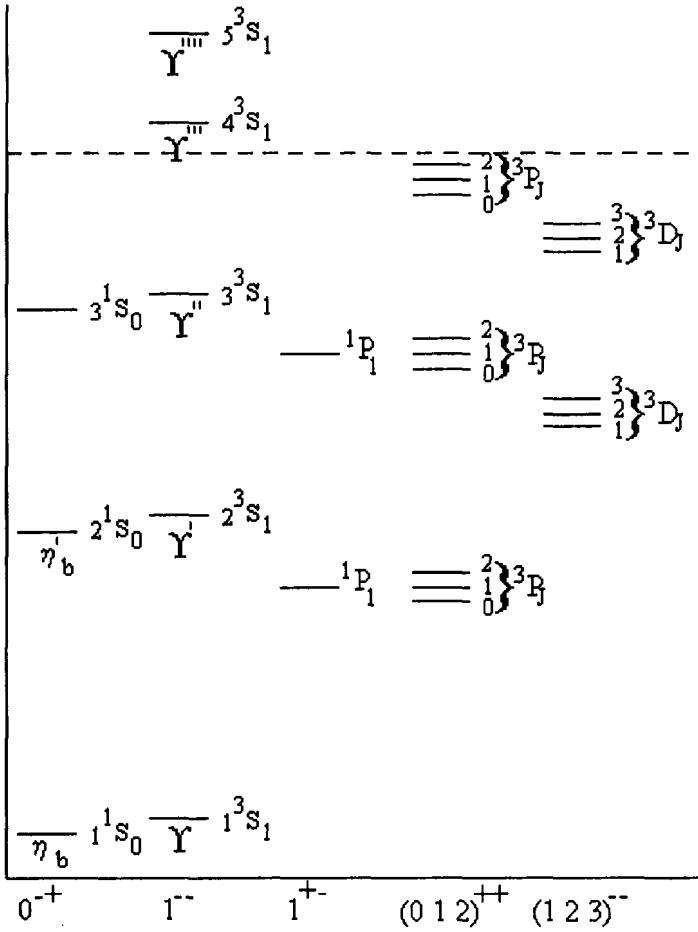 5³S₁
ϒ''''
4³S₁
ϒ'''
2
1
0
}³P_J
3
2
1
}³D_J
3¹S₀
3³S₁
ϒ''
¹P₁
2
1
0
}³P_J
3
2
1
}³D_J
2¹S₀
η'_b
2³S₁
ϒ'
¹P₁
2
1
0
}³P_J
1¹S₀
η_b
1³S₁
ϒ
0⁻⁺ 1⁻⁻ 1⁺⁻ (0 1 2)⁺⁺ (1 2 3)⁻⁻